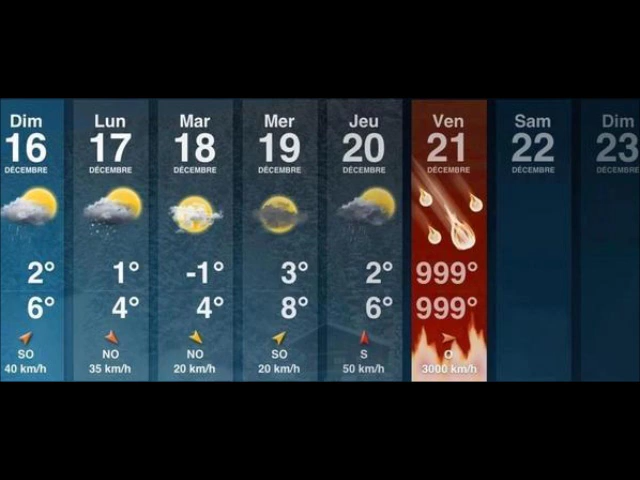 Dim Lun Mar Mer Jeu Ven Sam Dim
16 17 18 19 20 21 22 23
DÉCEMBRE DÉCEMBRE DÉCEMBRE DÉCEMBRE DÉCEMBRE DÉCEMBRE DÉCEMBRE DÉCEMBRE
2° 1° -1° 3° 2° 999°
6° 4° 4° 8° 6° 999°
SO NO NO SO S O
40 km/h 35 km/h 20 km/h 20 km/h 50 km/h 3000 km/h